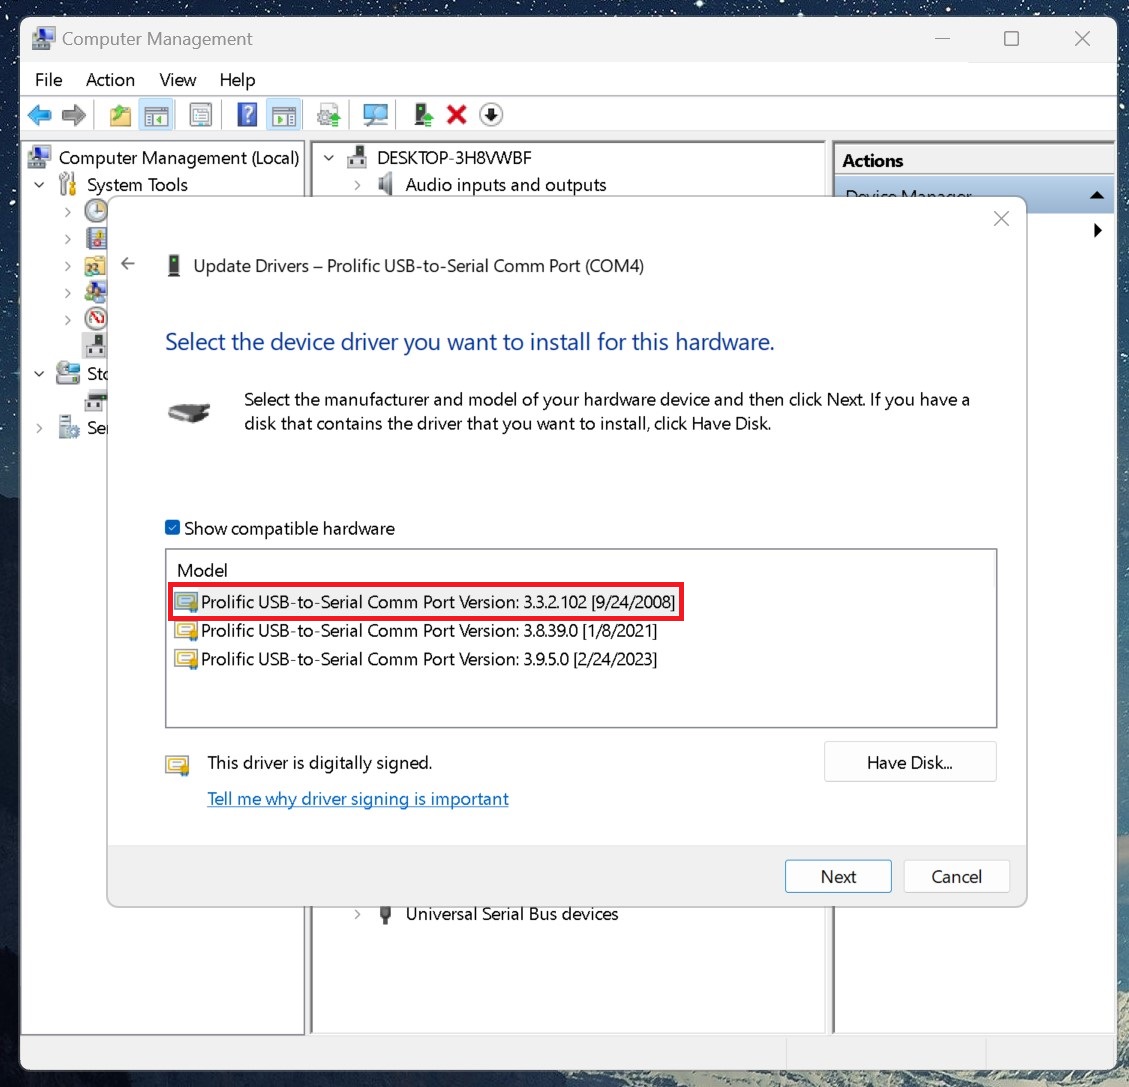 Computer Management
File Action View Help
Computer Management (Local)
System Tools
DESKTOP-3H8VWBF
Audio inputs and outputs
Actions
Device Manager
Update Drivers – Prolific USB-to-Serial Comm Port (COM4)
Select the device driver you want to install for this hardware.
Select the manufacturer and model of your hardware device and then click Next. If you have a
disk that contains the driver that you want to install, click Have Disk.
Sto
Ser
Show compatible hardware
Model
Prolific USB-to-Serial Comm Port Version: 3.3.2.102 [9/24/2008]
Prolific USB-to-Serial Comm Port Version: 3.8.39.0 [1/8/2021]
Prolific USB-to-Serial Comm Port Version: 3.9.5.0 [2/24/2023]
This driver is digitally signed.
Have Disk...
Tell me why driver signing is important
Next
Cancel
Universal Serial Bus devices